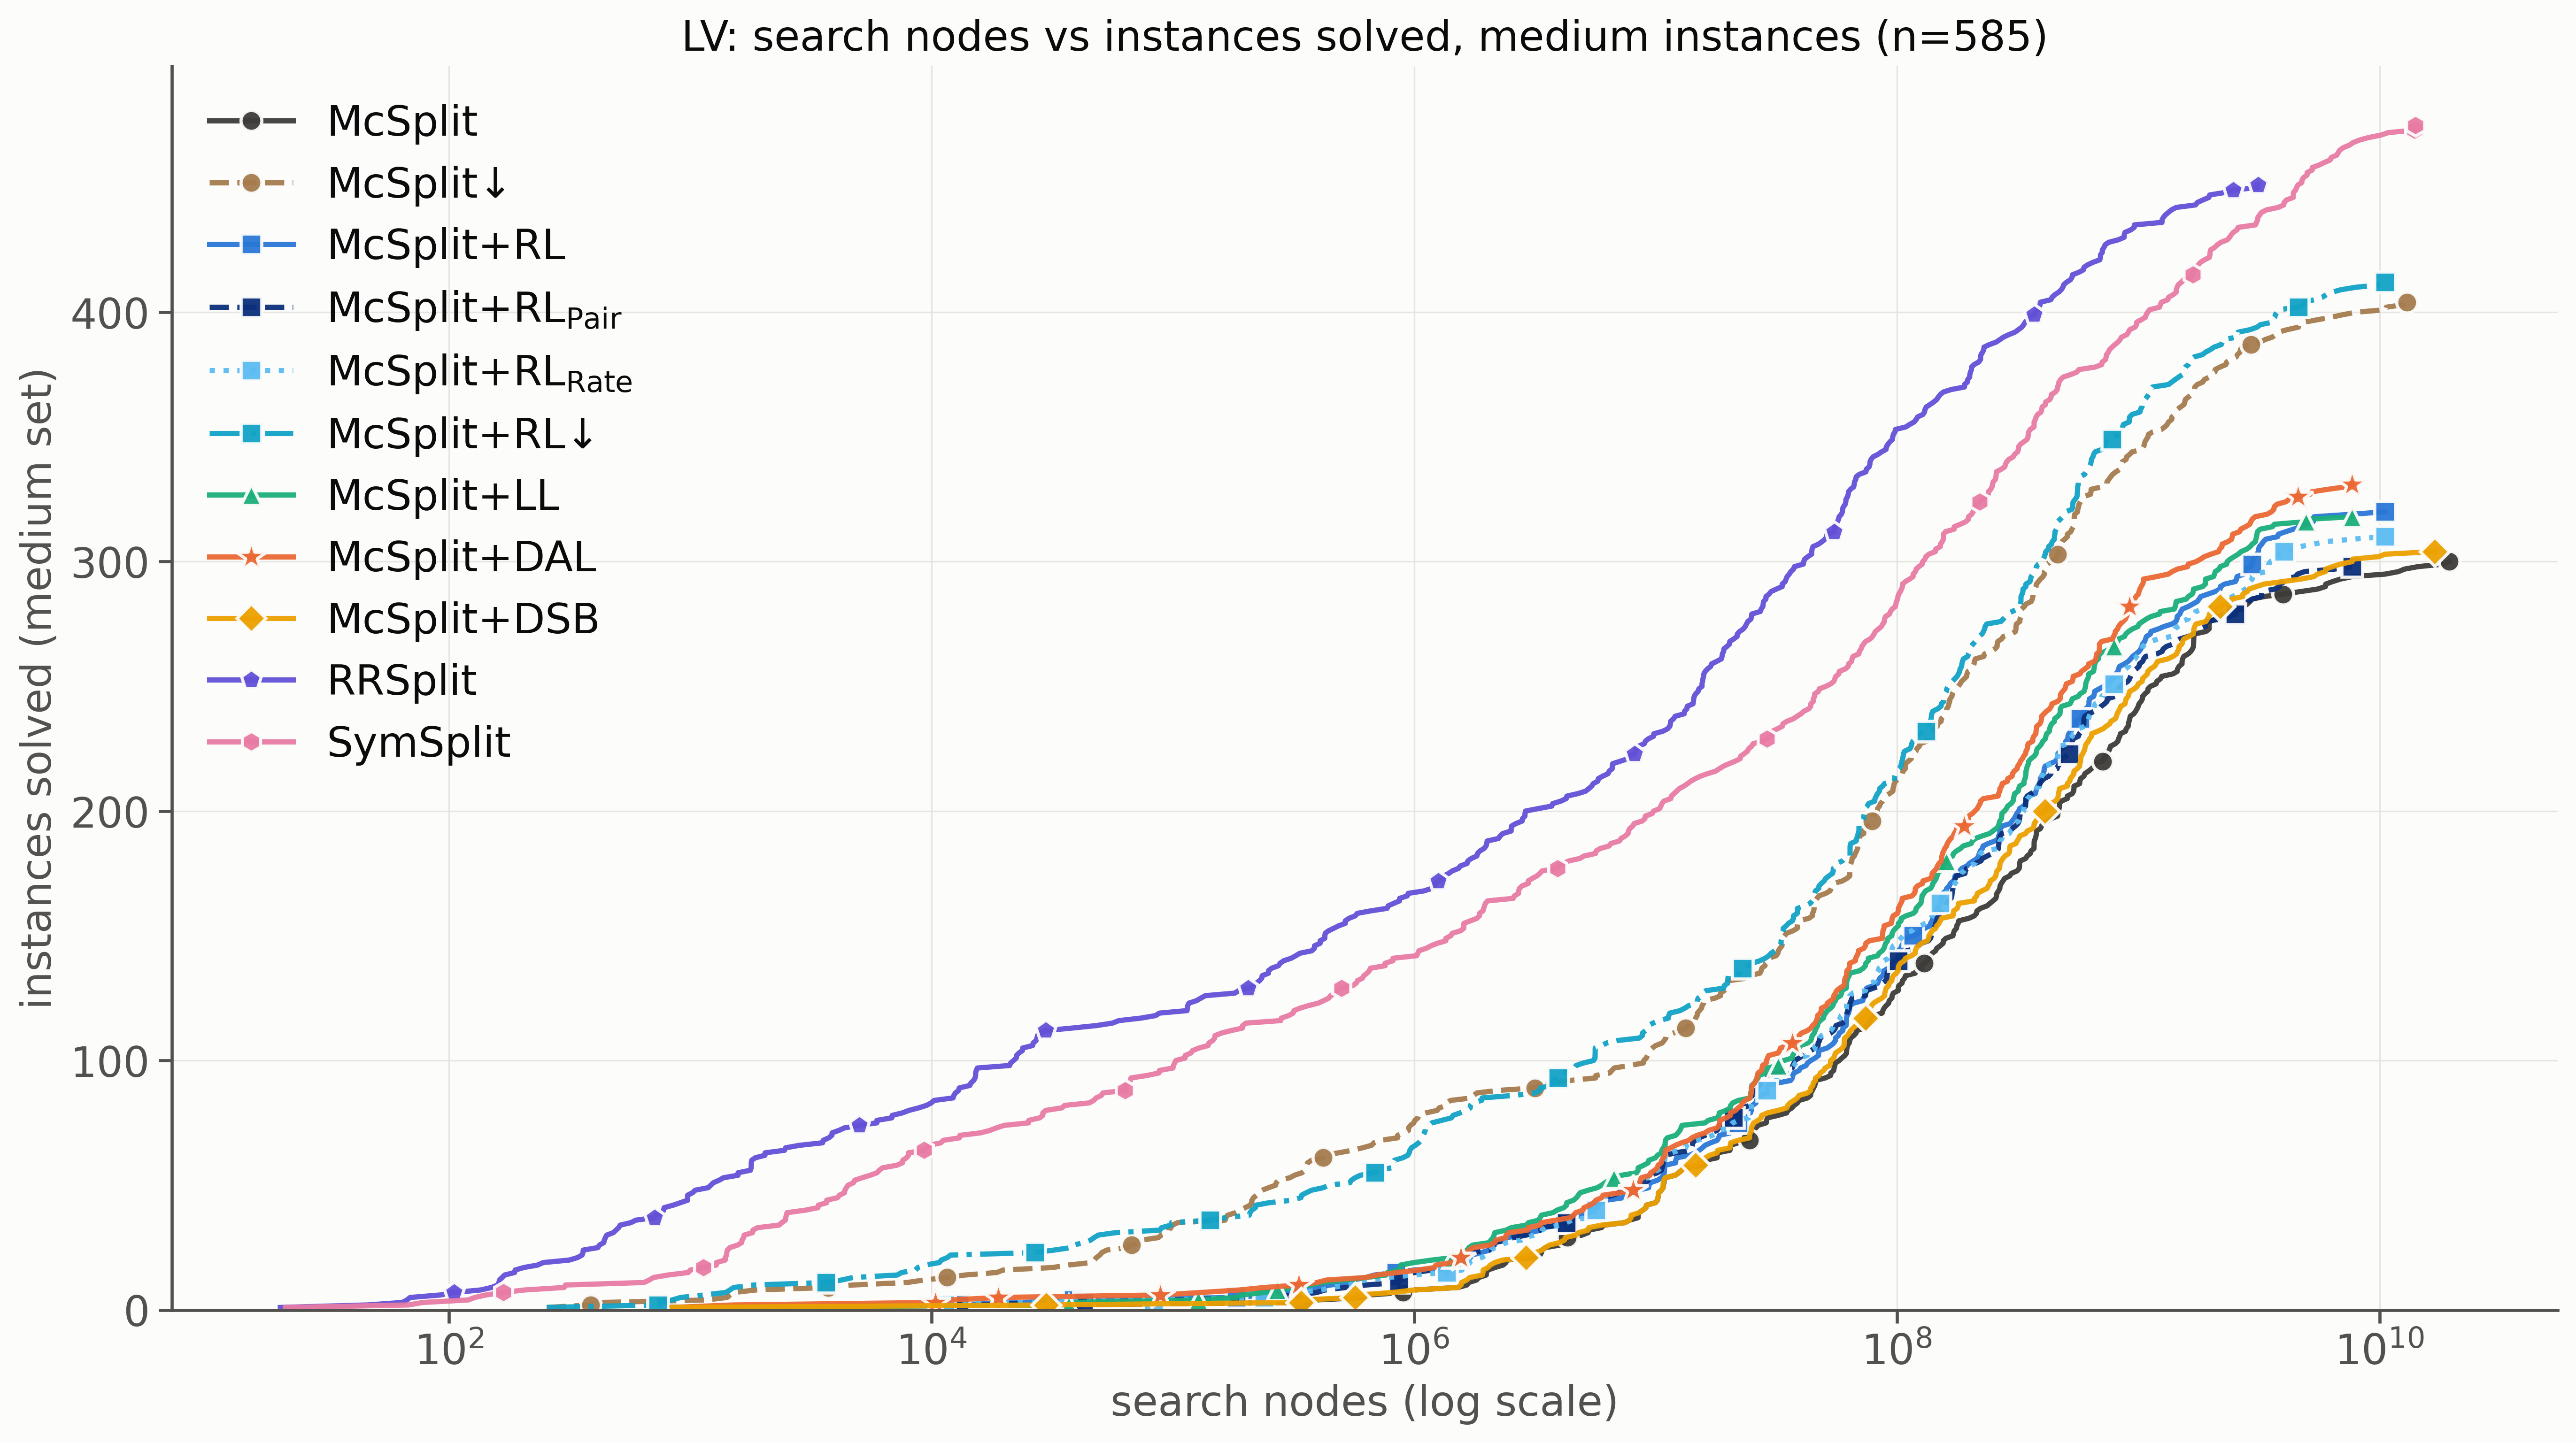 LV: search nodes vs instances solved, medium instances (n=585)
McSplit
McSplit↓
McSplit+RL
McSplit+RL_Pair
McSplit+RL_Rate
McSplit+RL↓
McSplit+LL
McSplit+DAL
McSplit+DSB
RRSplit
SymSplit
instances solved (medium set)
400
300
200
100
0
10² 10⁴ 10⁶ 10⁸ 10¹⁰
search nodes (log scale)